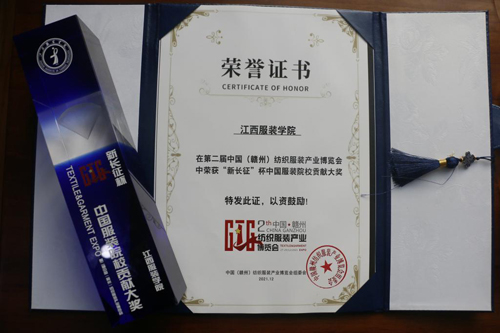 荣誉证书
CERTIFICATE OF HONOR
江西服装学院
在第二届中国（赣州）纺织服装产业博览会
中荣获“新长征”杯中国服装院校贡献大奖
特发此证，以资鼓励！
2th中国·赣州
CHINA GANZHOU
纺织服装产业
博览会
中国（赣州）纺织服装产业博览会组委会
2021.12
新长征杯
TEXTILE&GARMENT EXPO
中国服装院校贡献大奖
江西服装学院